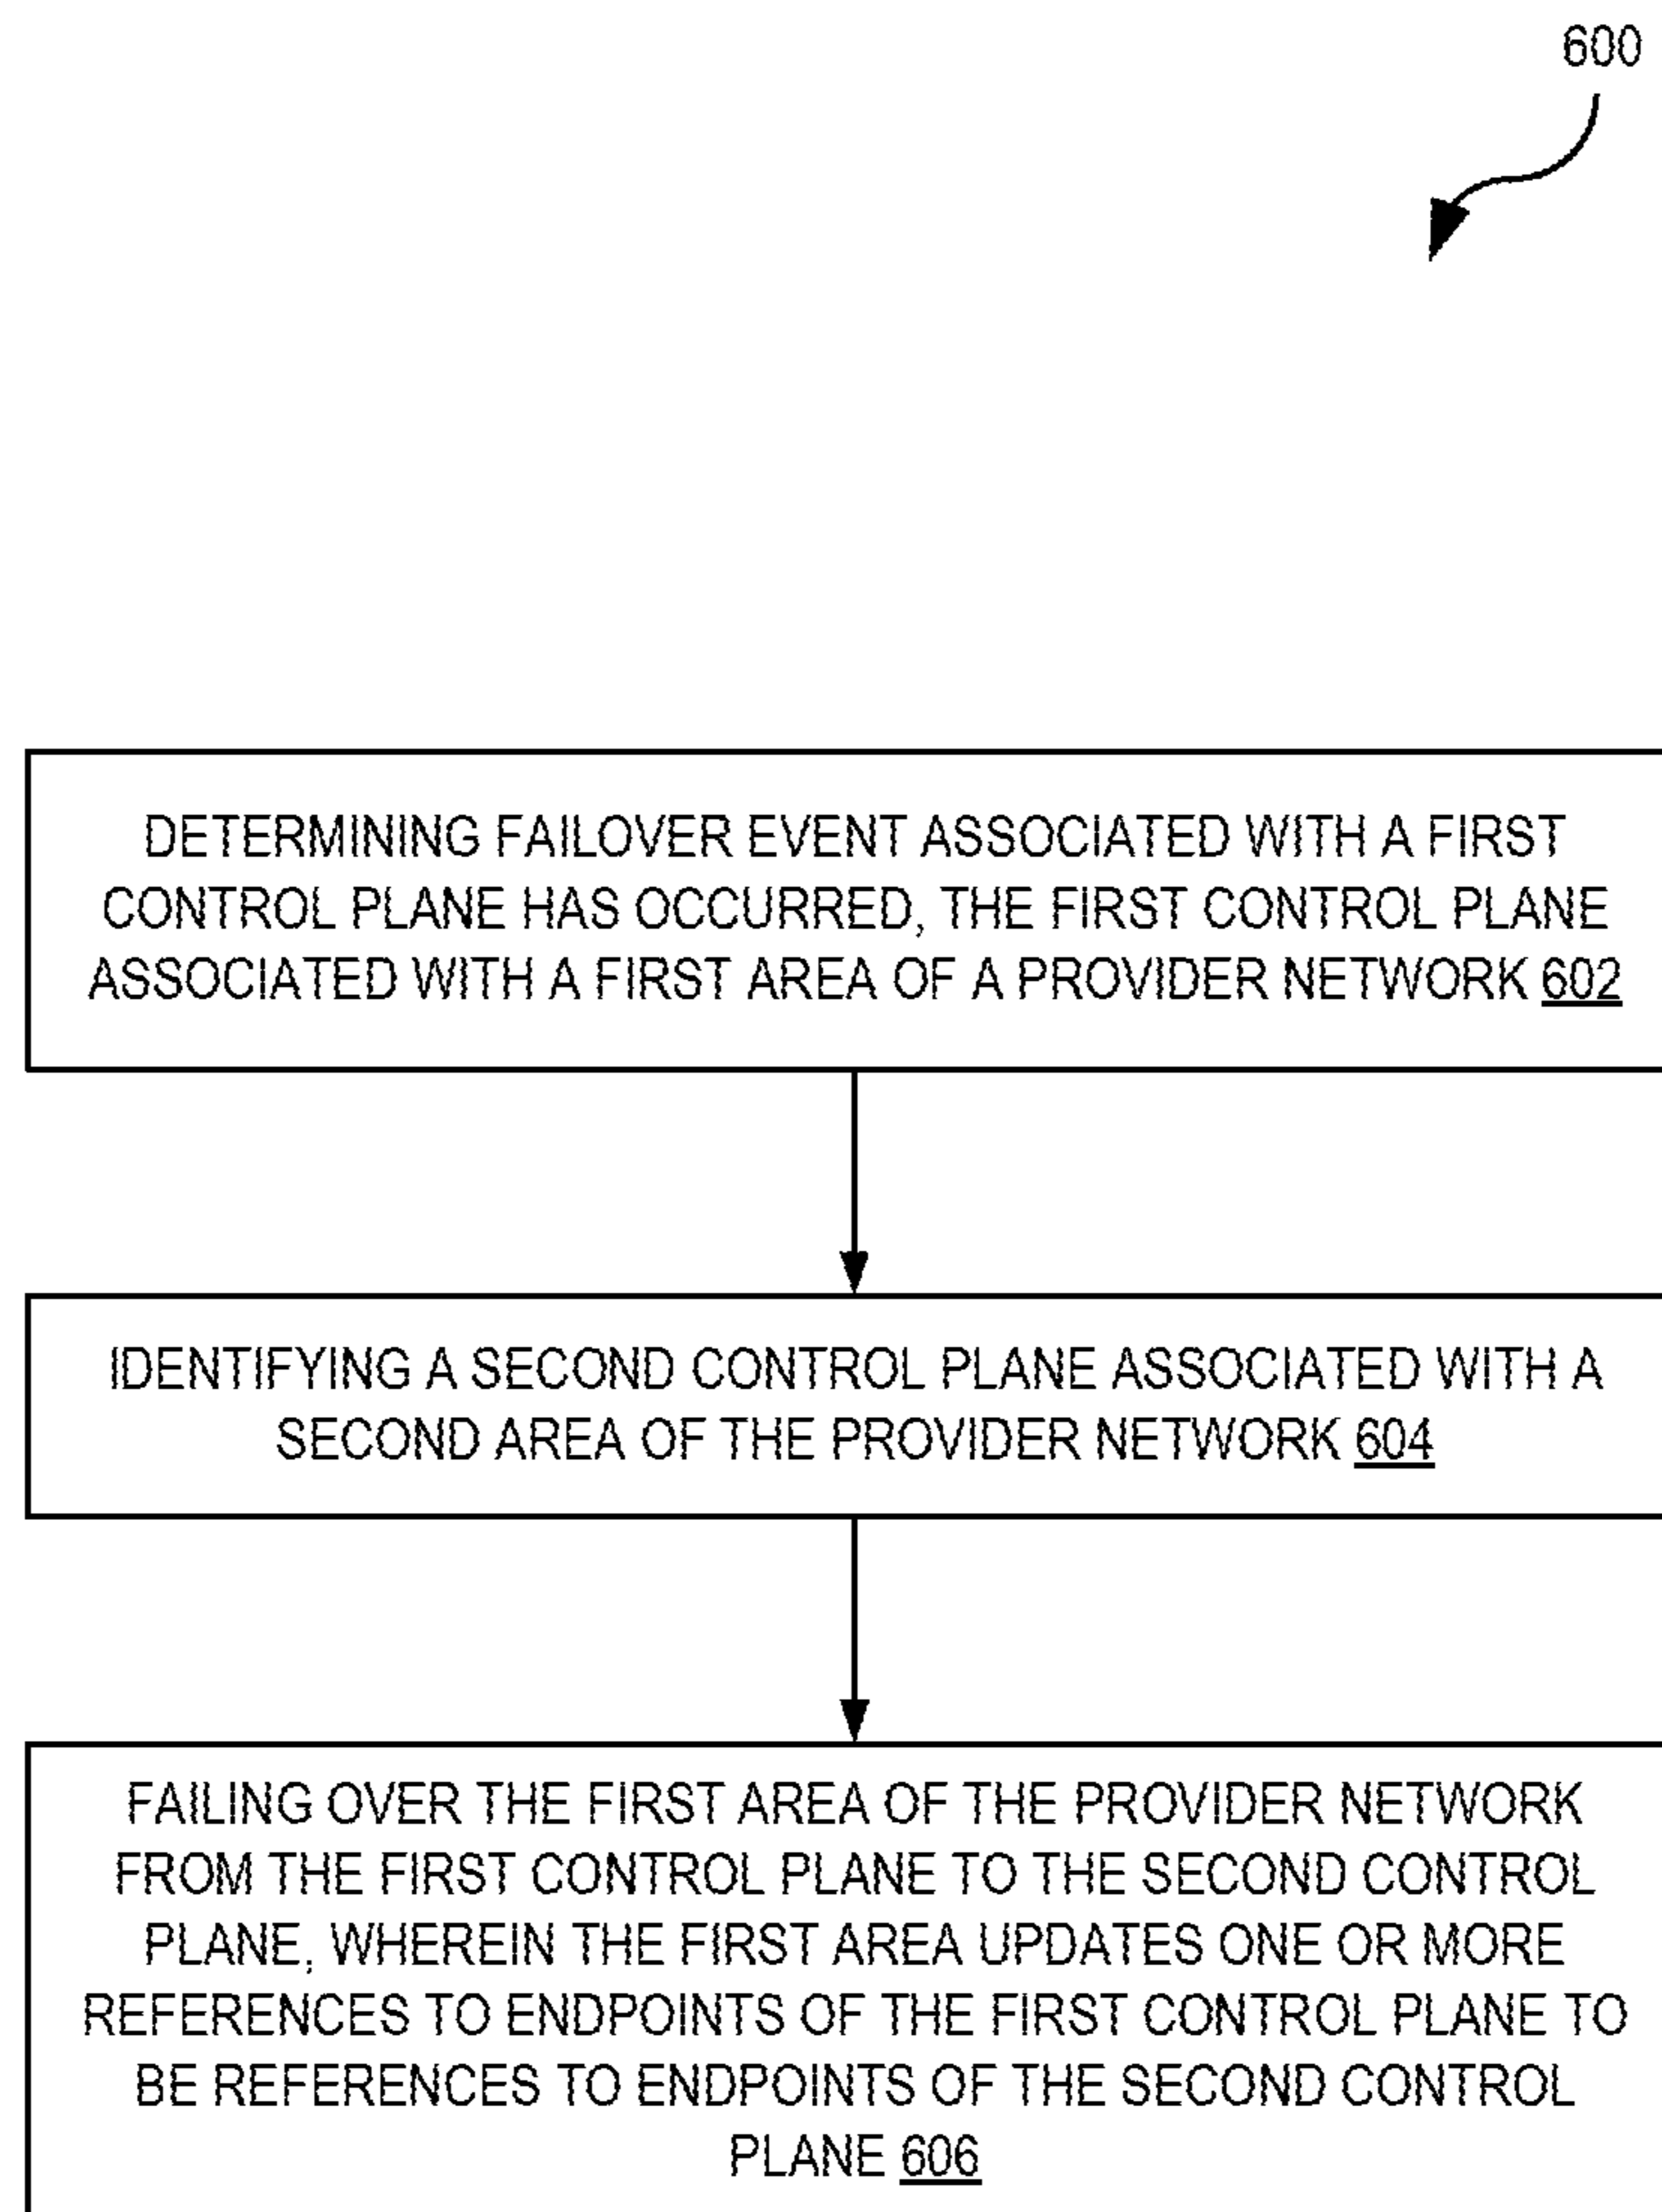 600
DETERMINING FAILOVER EVENT ASSOCIATED WITH A FIRST
CONTROL PLANE HAS OCCURRED, THE FIRST CONTROL PLANE
ASSOCIATED WITH A FIRST AREA OF A PROVIDER NETWORK 602
IDENTIFYING A SECOND CONTROL PLANE ASSOCIATED WITH A
SECOND AREA OF THE PROVIDER NETWORK 604
FAILING OVER THE FIRST AREA OF THE PROVIDER NETWORK
FROM THE FIRST CONTROL PLANE TO THE SECOND CONTROL
PLANE, WHEREIN THE FIRST AREA UPDATES ONE OR MORE
REFERENCES TO ENDPOINTS OF THE FIRST CONTROL PLANE TO
BE REFERENCES TO ENDPOINTS OF THE SECOND CONTROL
PLANE 606